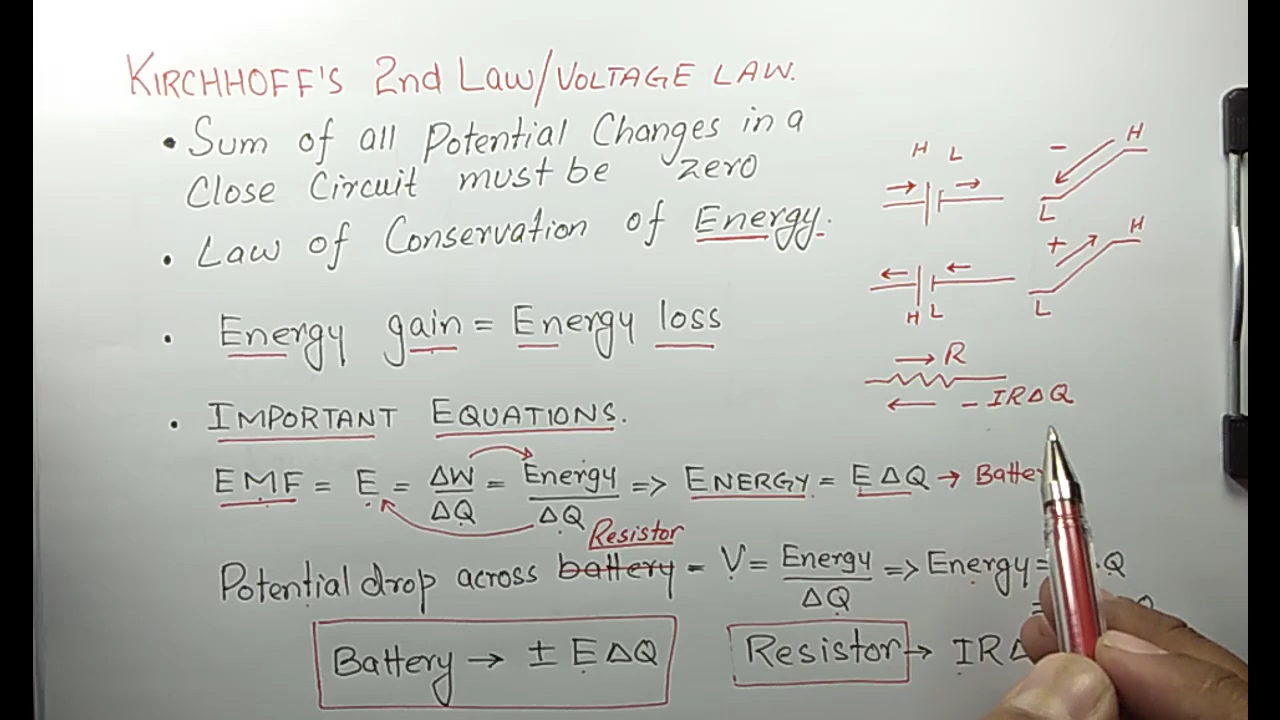 KIRCHHOFF'S 2nd LAW/VOLTAGE LAW.
• Sum of all Potential Changes in a
Close Circuit must be zero
• Law of Conservation of Energy.
• Energy gain = Energy loss
• IMPORTANT EQUATIONS.
EMF = E = ΔW/ΔQ = Energy/ΔQ => ENERGY = EΔQ →
Resistor
Potential drop across battery - V = Energy/ΔQ => Energy =
Battery → ± EΔQ
Resistor → IR
H L
- H
L
+ H
L
H L
→ R
← - IRΔQ